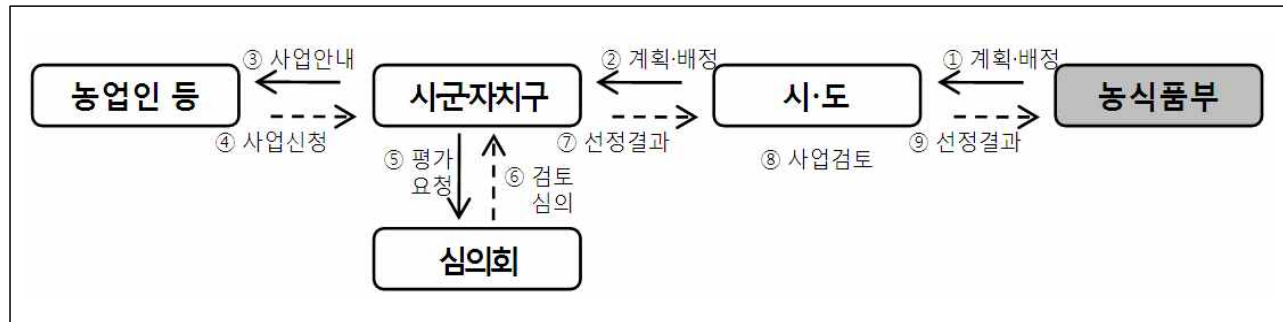 ③ 사업안내
② 계획·배정
① 계획·배정
농업인 등
시·군자치구
시·도
농식품부
④ 사업신청
⑦ 선정결과
⑧ 사업검토
⑨ 선정결과
⑤ 평가
요청
⑥ 검토
심의
심의회